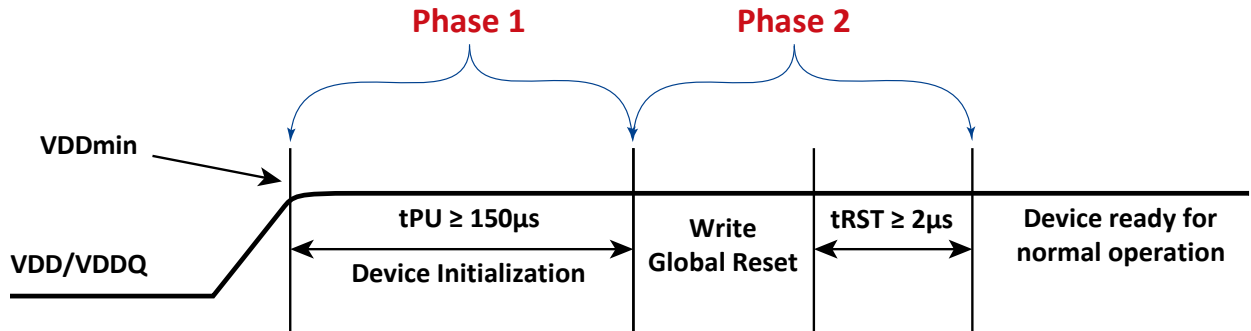 Phase 1
Phase 2
VDDmin
tPU ≥ 150µs
Write
Global Reset
tRST ≥ 2µs
Device ready for
normal operation
VDD/VDDQ
Device Initialization